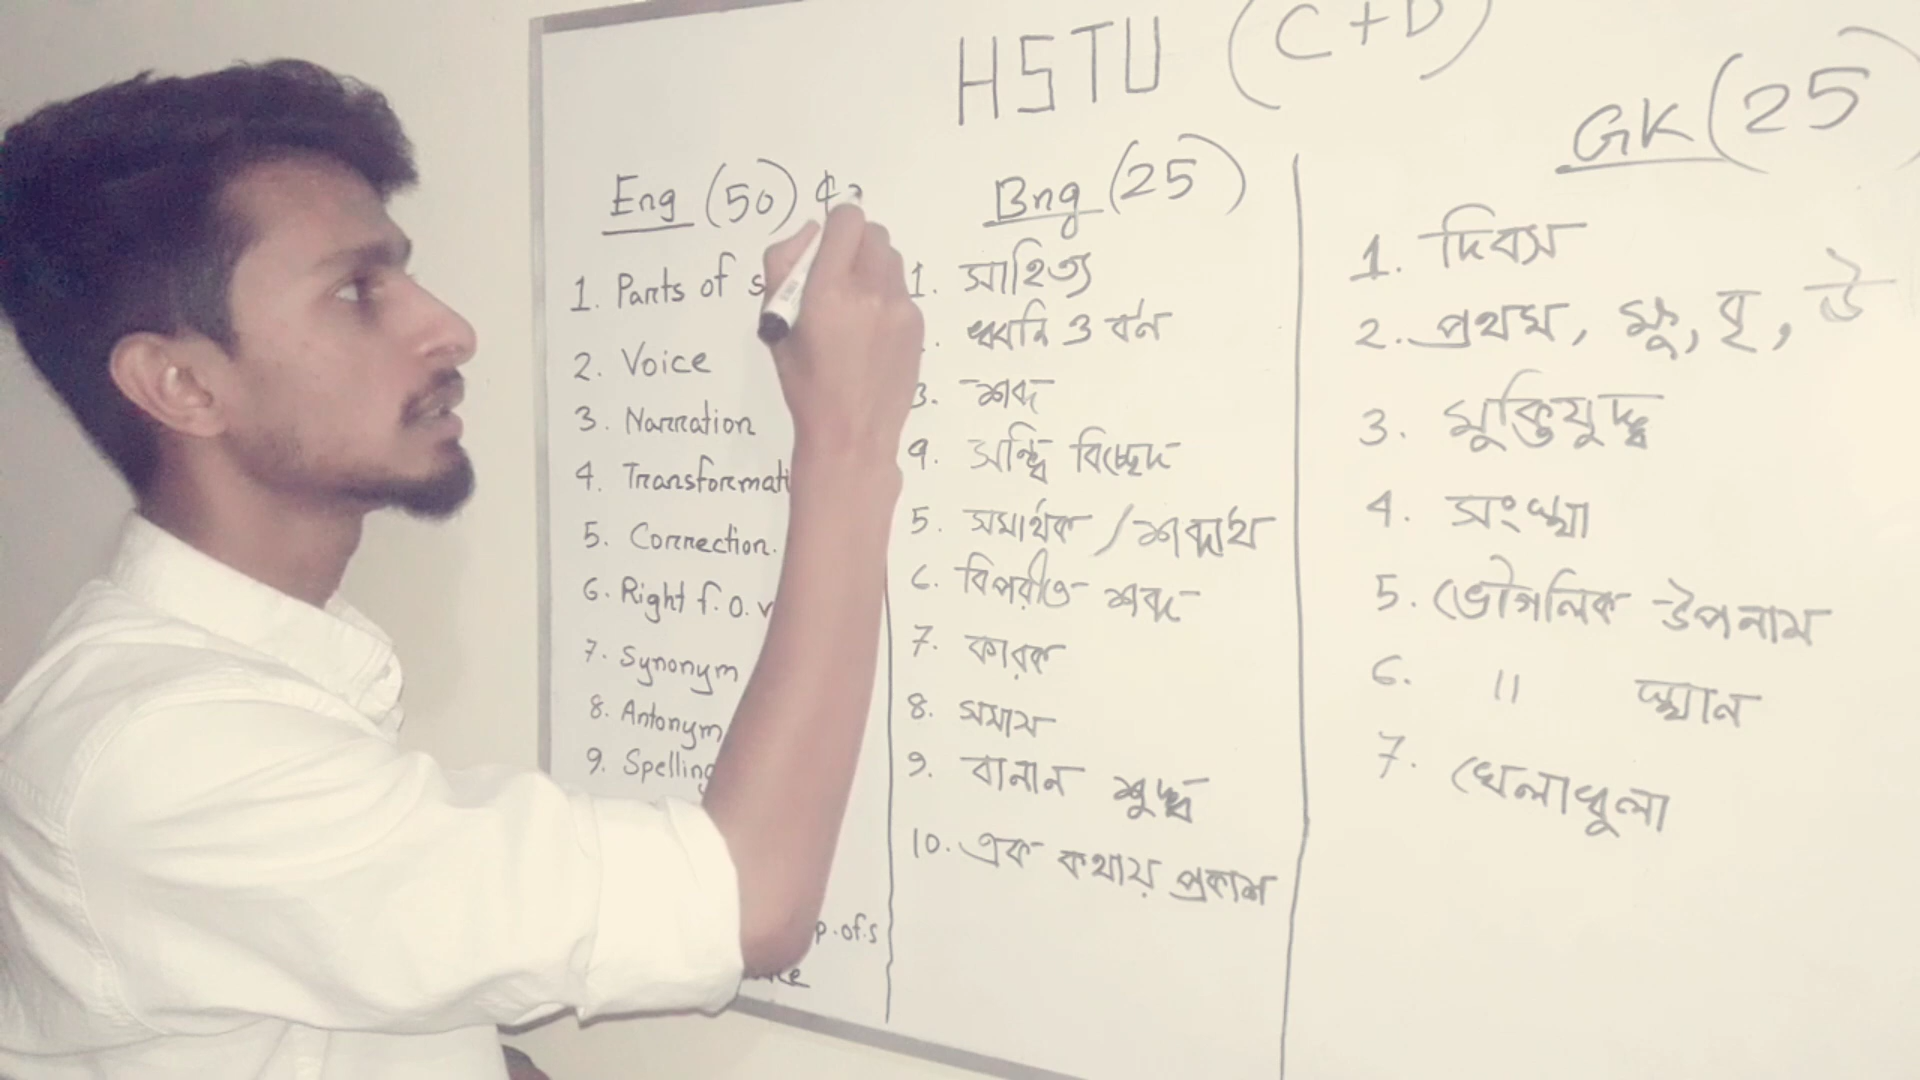 HSTU (C+D)
Eng (50)
1. Parts of s
2. Voice
3. Narration
4. Transformati
5. Correction.
6. Right f. o. v
7. Synonym
8. Antonym
9. Spelling
p. of. s
Bng (25)
1. সাহিত্য
. ধ্বনি ও বর্ন
3. শব্দ
4. সন্ধি বিচ্ছেদ
5. সমার্থক / শব্দার্থ
6. বিপরীত শব্দ
7. কারক
8. সমাস
9. বানান শুদ্ধ
10. এক কথায় প্রকাশ
GK (25
1. দিবস
2. প্রথম, ক্ষু, বৃ, উ
3. মুক্তিযুদ্ধ
4. সংখ্যা
5. ভৌগলিক উপনাম
6. " স্থান
7. খেলাধুলা